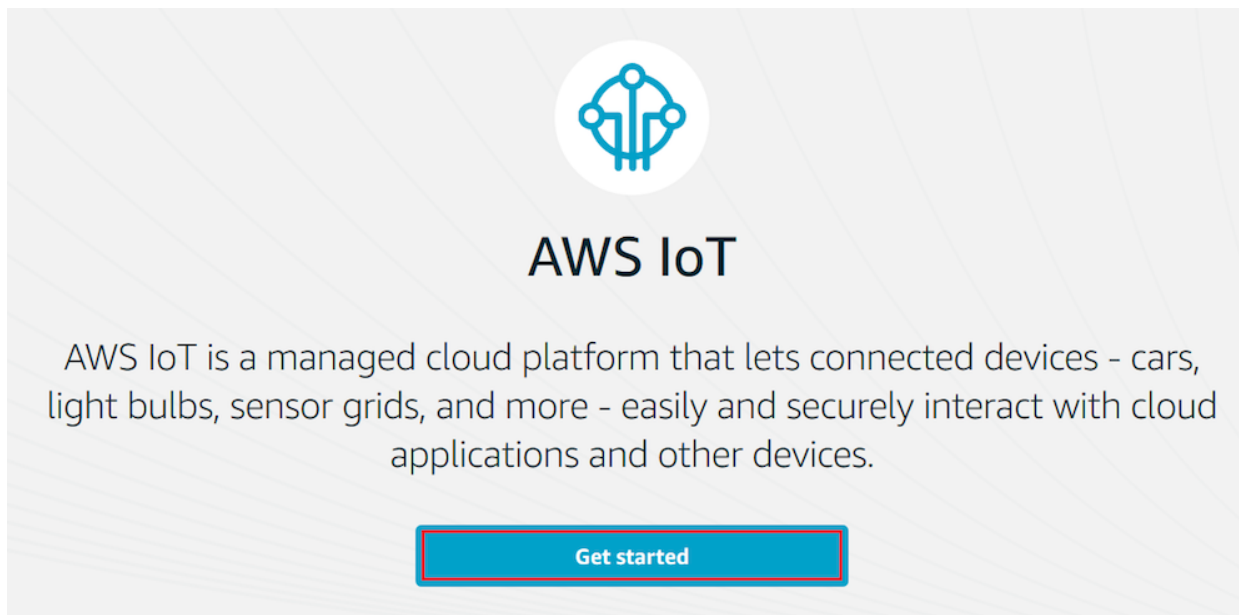 AWS IoT
AWS IoT is a managed cloud platform that lets connected devices - cars,
light bulbs, sensor grids, and more - easily and securely interact with cloud
applications and other devices.
Get started